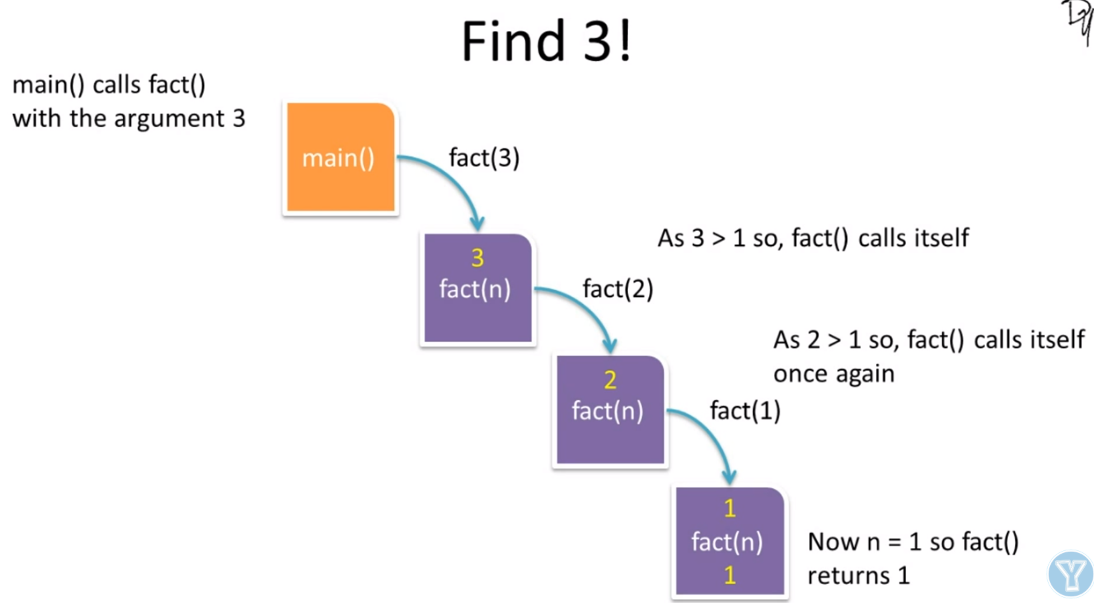 Find 3!
main() calls fact()
with the argument 3
main()
fact(3)
As 3 > 1 so, fact() calls itself
3
fact(n)
fact(2)
As 2 > 1 so, fact() calls itself
once again
2
fact(n)
fact(1)
1
fact(n)
1
Now n = 1 so fact()
returns 1
Y